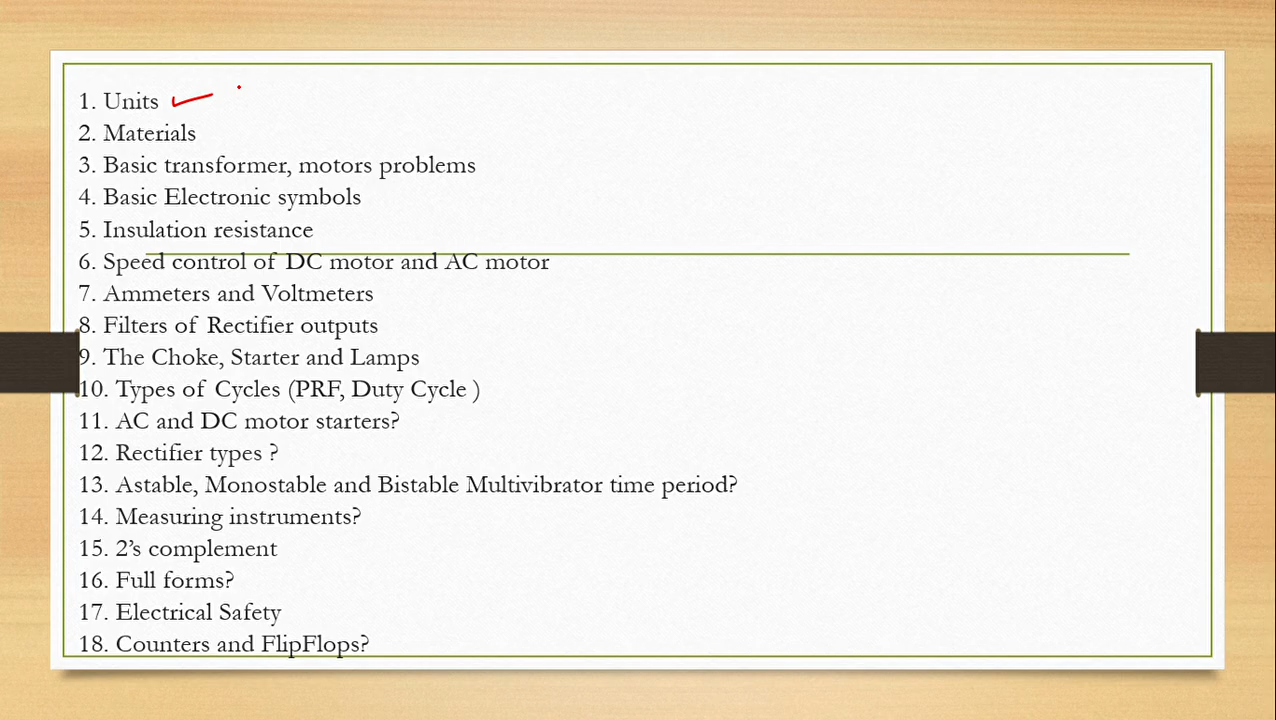 1. Units
2. Materials
3. Basic transformer, motors problems
4. Basic Electronic symbols
5. Insulation resistance
6. Speed control of DC motor and AC motor
7. Ammeters and Voltmeters
8. Filters of Rectifier outputs
9. The Choke, Starter and Lamps
10. Types of Cycles (PRF, Duty Cycle )
11. AC and DC motor starters?
12. Rectifier types ?
13. Astable, Monostable and Bistable Multivibrator time period?
14. Measuring instruments?
15. 2’s complement
16. Full forms?
17. Electrical Safety
18. Counters and FlipFlops?